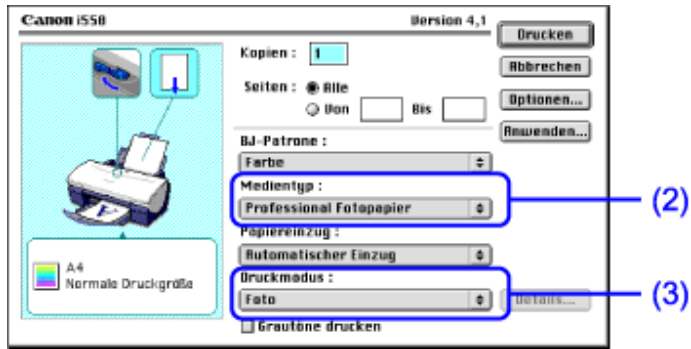 Canon i550 Version 4,1
Drucken
Kopien : 1
Abbrechen
Seiten : Alle
Von Bis
Optionen...
Anwenden...
BJ-Patrone :
Farbe
Medientyp :
Professional Fotopapier
(2)
Papiereinzug :
Automatischer Einzug
A4
Normale Druckgröße
Druckmodus :
Foto
(3)
Details...
Grautöne drucken